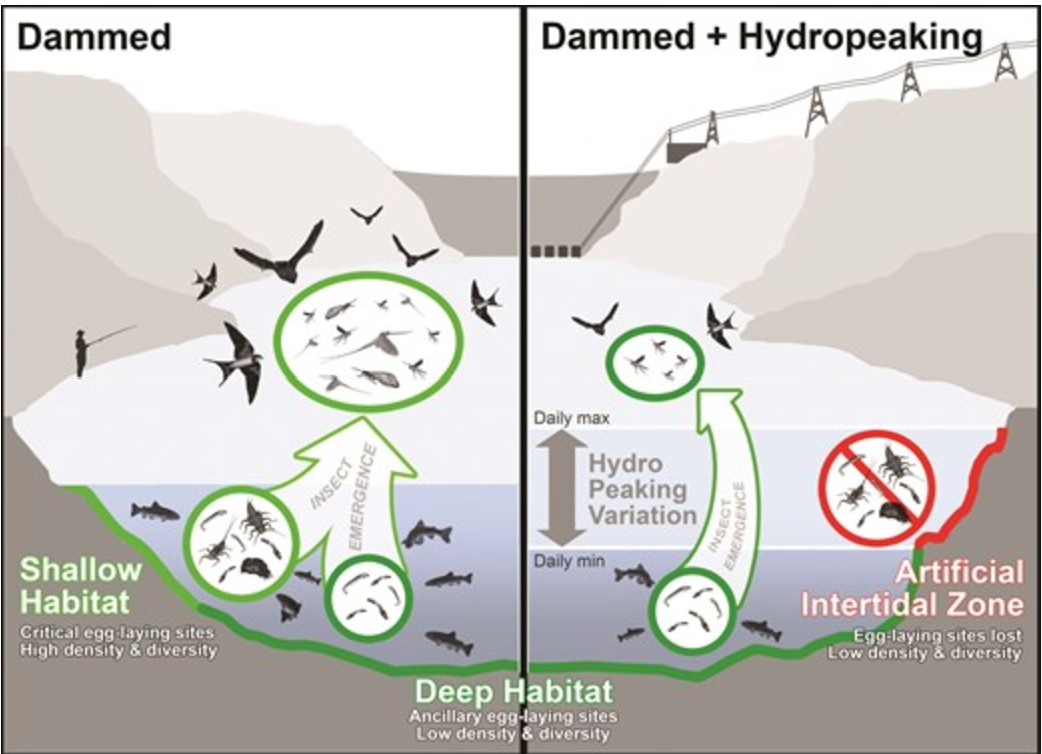 Dammed
Dammed + Hydropeaking
INSECT
EMERGENCE
Shallow
Habitat
Critical egg-laying sites
High density & diversity
Daily max
Hydro
Peaking
Variation
Daily min
INSECT
EMERGENCE
Artificial
Intertidal Zone
Egg-laying sites lost
Low density & diversity
Deep Habitat
Ancillary egg-laying sites
Low density & diversity